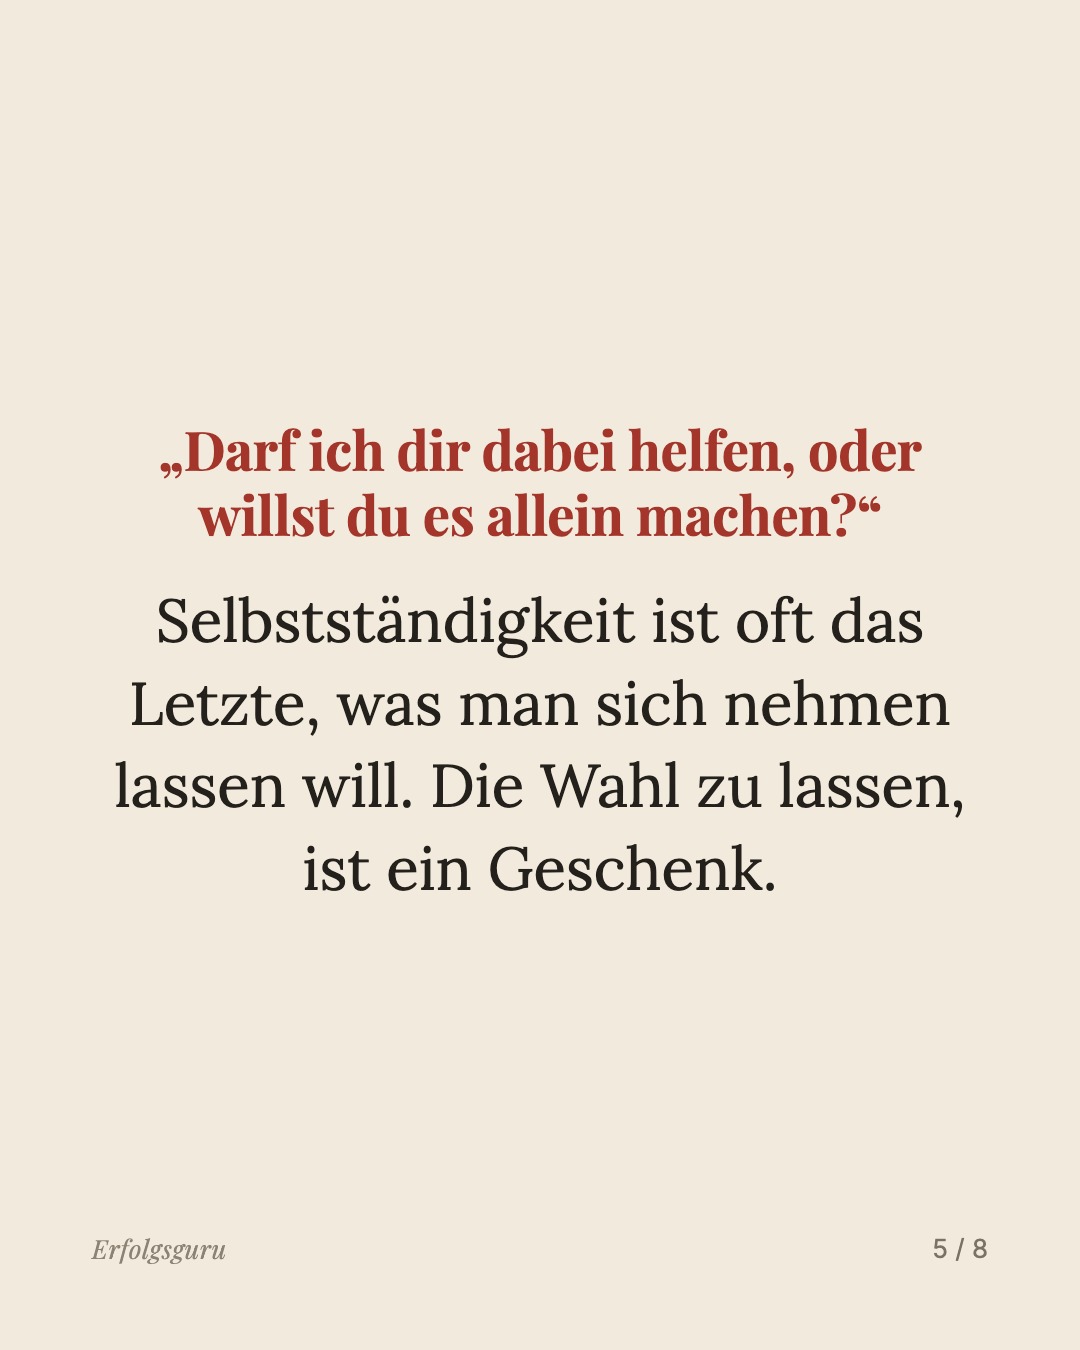 „Darf ich dir dabei helfen, oder
willst du es allein machen?“
Selbstständigkeit ist oft das
Letzte, was man sich nehmen
lassen will. Die Wahl zu lassen,
ist ein Geschenk.
Erfolgsguru
5 / 8